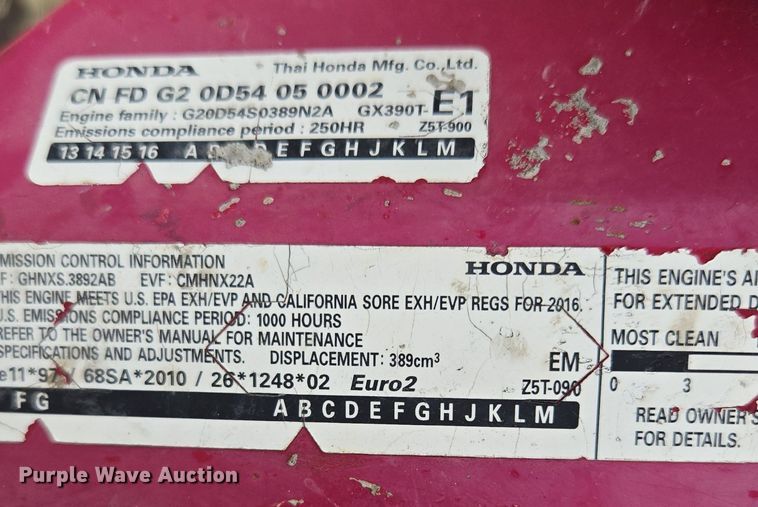 HONDA Thai Honda Mfg. Co.,Ltd.
CN FD G2 0D54 05 0002
Engine family : G20D54S0389N2A GX390T- E1
Emissions compliance period : 250HR Z5T-900
13 14 15 16 A D E F G H J K L M
MISSION CONTROL INFORMATION HONDA
F: GHNXS.3892AB EVF: CMHNX22A
THIS ENGINE MEETS U.S. EPA EXH/EVP AND CALIFORNIA SORE EXH/EVP REGS FOR 2016.
U.S. EMISSIONS COMPLIANCE PERIOD: 1000 HOURS
REFER TO THE OWNER'S MANUAL FOR MAINTENANCE
SPECIFICATIONS AND ADJUSTMENTS. DISPLACEMENT: 389cm³ EM
e11*97 / 68SA*2010 / 26*1248*02 Euro2 Z5T-090
F G A B C D E F G H J K L M
THIS ENGINE'S AI
FOR EXTENDED D
MOST CLEAN
0 3
READ OWNER'S
FOR DETAILS.
Purple Wave Auction